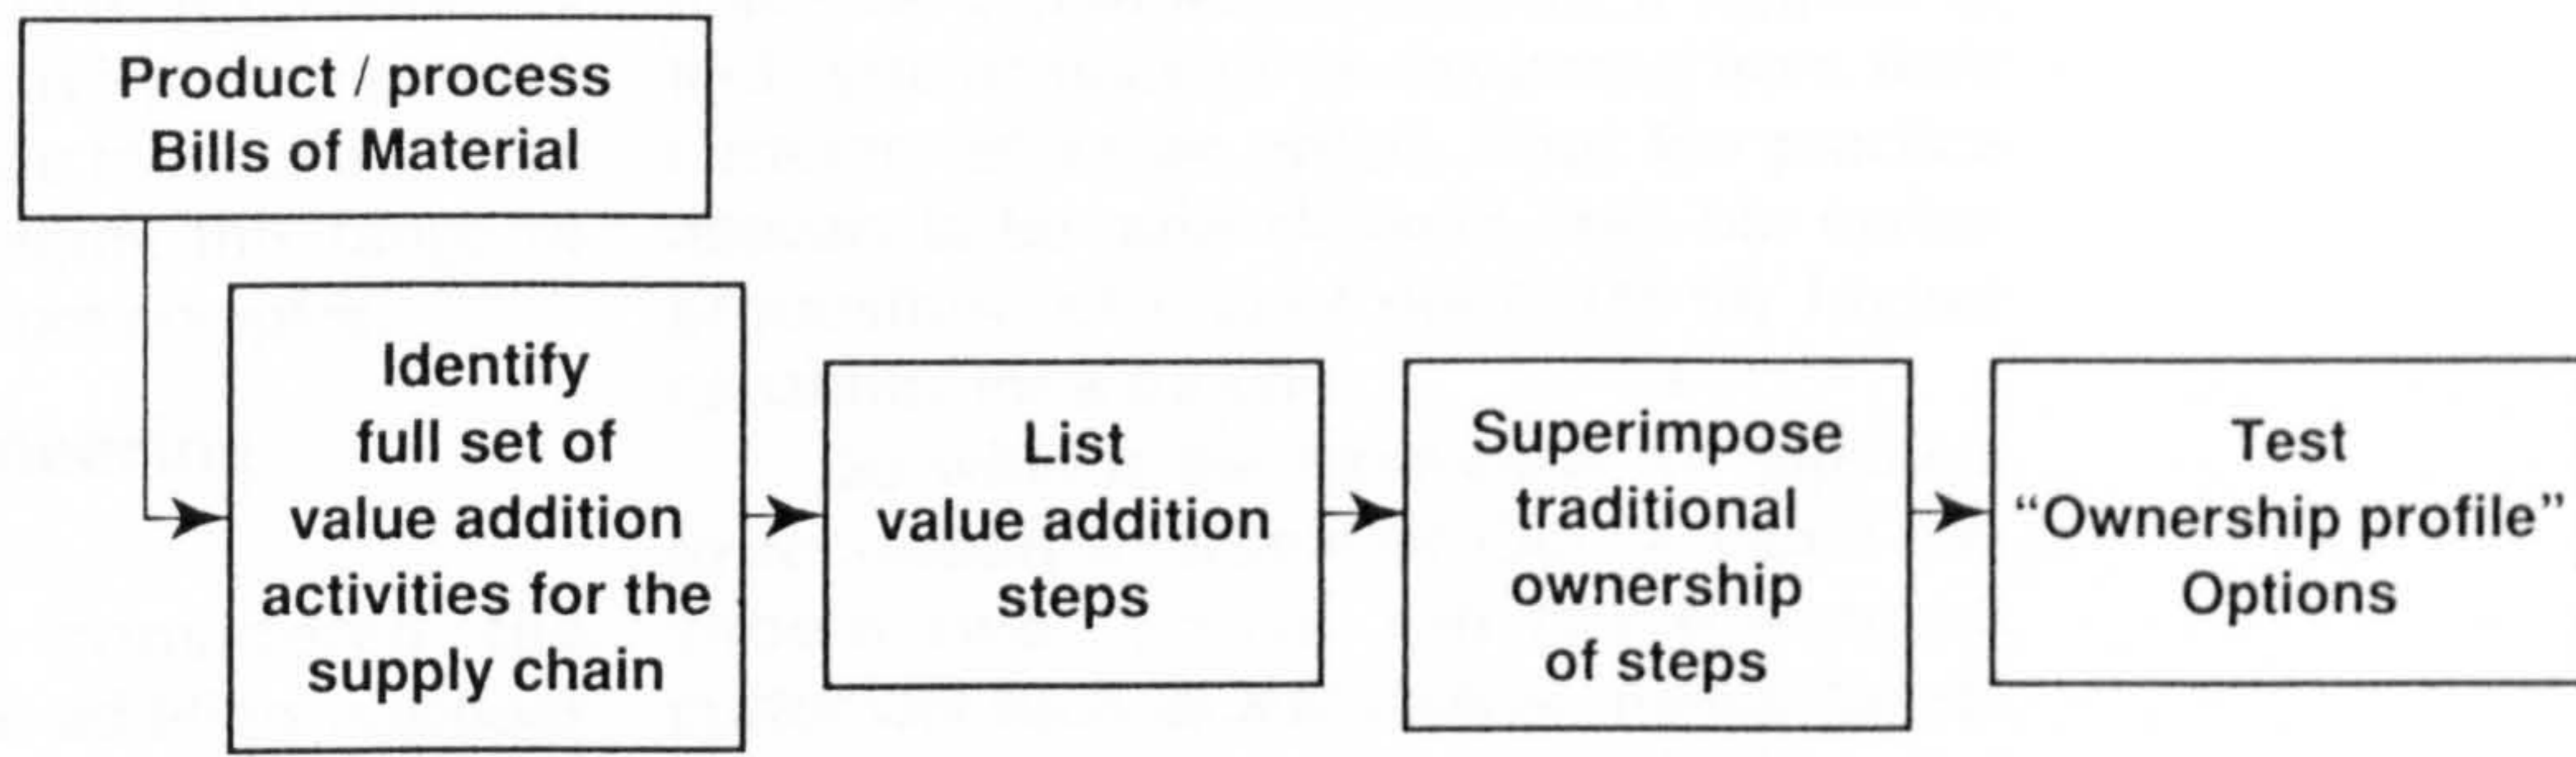 Product / process
Bills of Material
Identify
full set of
value addition
activities for the
supply chain
List
value addition
steps
Superimpose
traditional
ownership
of steps
Test
“Ownership profile”
Options